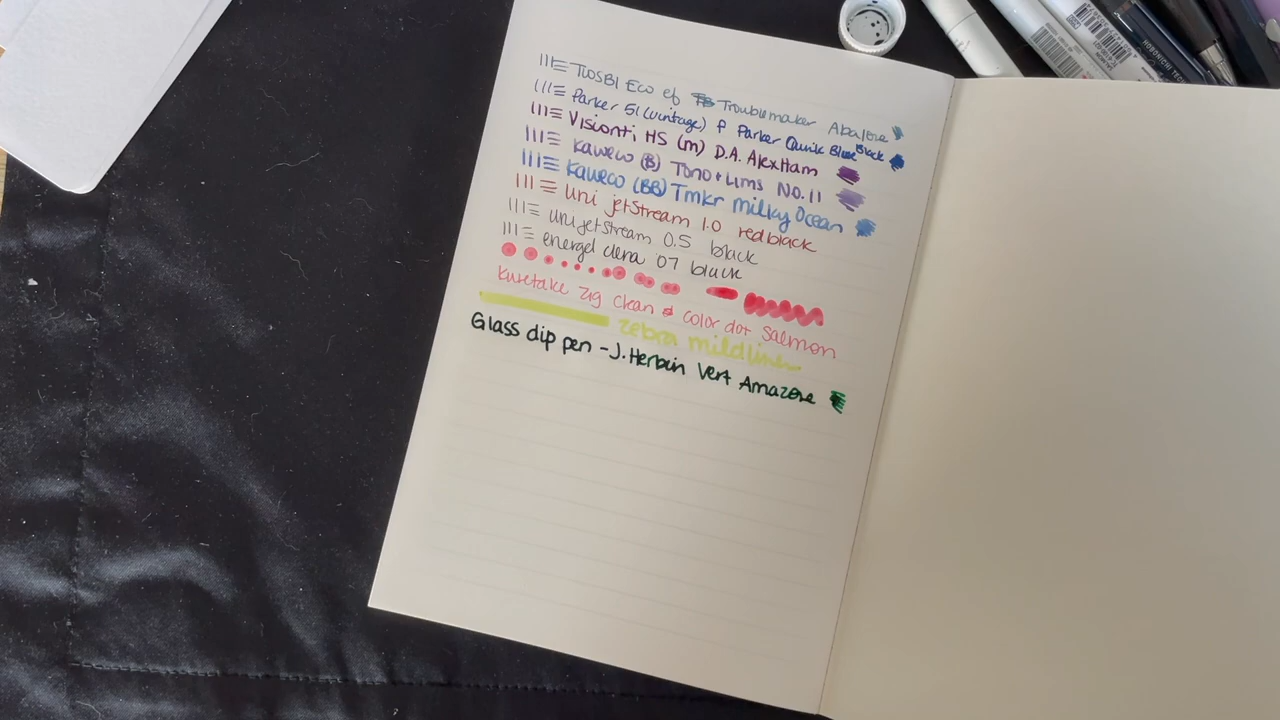 TWSBI Eco ef Troublemaker Abalone
Parker 51 (vintage) f Parker Quink Blue Black
Visconti HS (m) D.A. AlexHam
Kaweco (B) Tono + Lims No. 11
Kaweco (BB) Tmkr Milky Ocean
Uni jetstream 1.0 redblack
uni jetstream 0.5 black
energel clena 07 black
Kuretake zig clean & color dot salmon
zebra mildliner
Glass dip pen - J. Herbin Vert Amazone
HOBONICHI